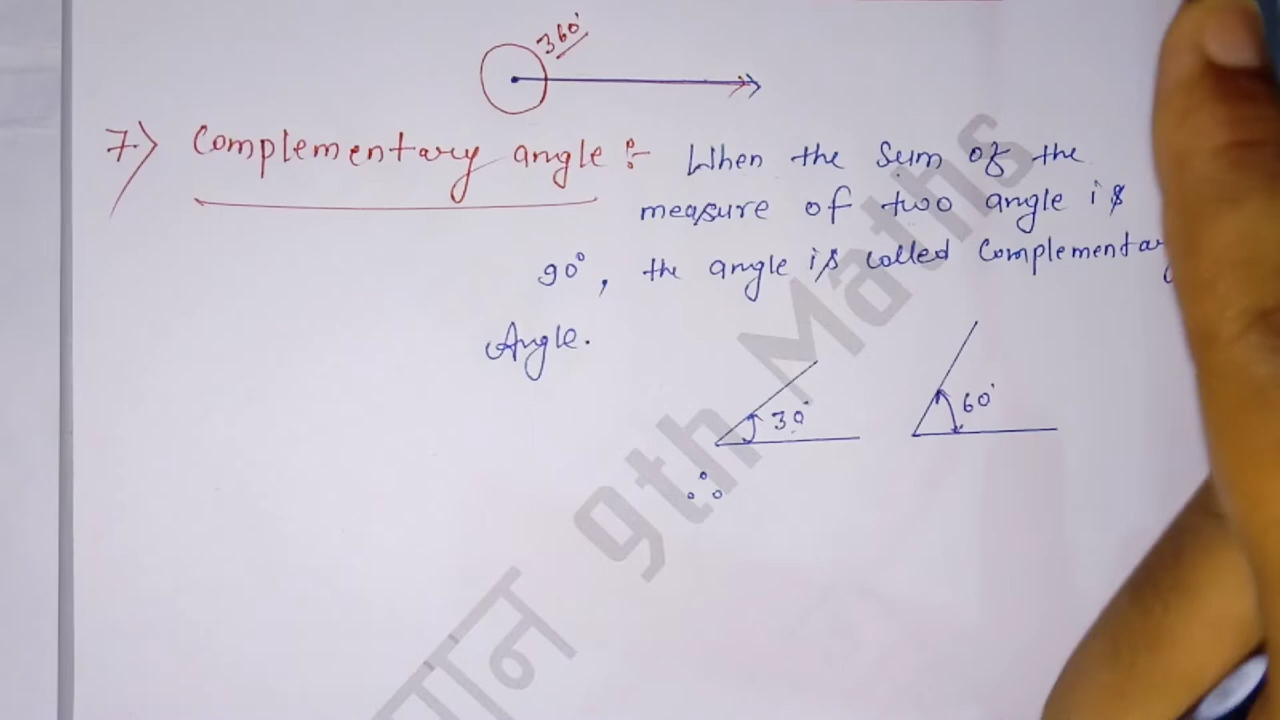 360°
7) Complementary angle :- When the sum of the
measure of two angle is
90°, the angle is called Complementary
Angle.
30° 60°
∴
9th Maths